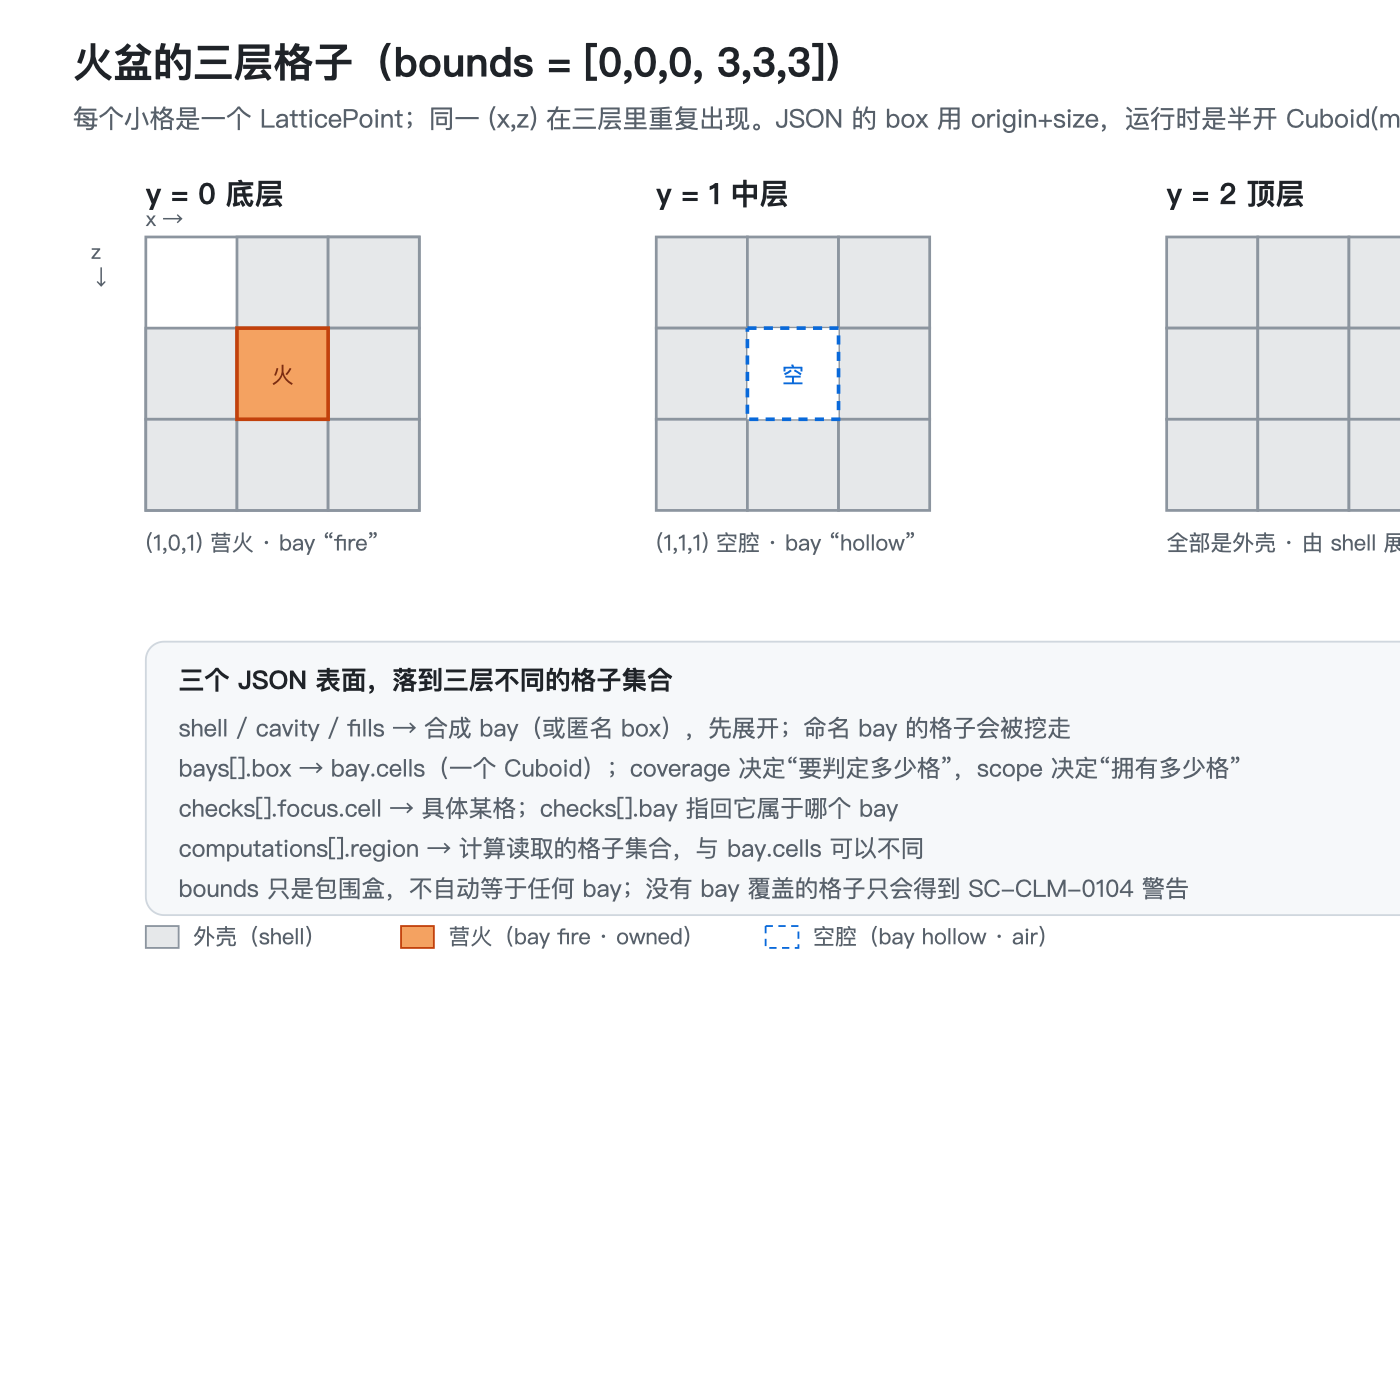 火盆的三层格子（bounds = [0,0,0, 3,3,3]）
每个小格是一个 LatticePoint；同一 (x,z) 在三层里重复出现。JSON 的 box 用 origin+size，运行时是半开 Cuboid(m
y = 0 底层
y = 1 中层
y = 2 顶层
x →
z
↓
火
空
(1,0,1) 营火 · bay “fire”
(1,1,1) 空腔 · bay “hollow”
全部是外壳 · 由 shell 展
三个 JSON 表面，落到三层不同的格子集合
shell / cavity / fills → 合成 bay（或匿名 box），先展开；命名 bay 的格子会被挖走
bays[].box → bay.cells（一个 Cuboid）；coverage 决定“要判定多少格”，scope 决定“拥有多少格”
checks[].focus.cell → 具体某格；checks[].bay 指回它属于哪个 bay
computations[].region → 计算读取的格子集合，与 bay.cells 可以不同
bounds 只是包围盒，不自动等于任何 bay；没有 bay 覆盖的格子只会得到 SC-CLM-0104 警告
外壳（shell）
营火（bay fire · owned）
空腔（bay hollow · air）